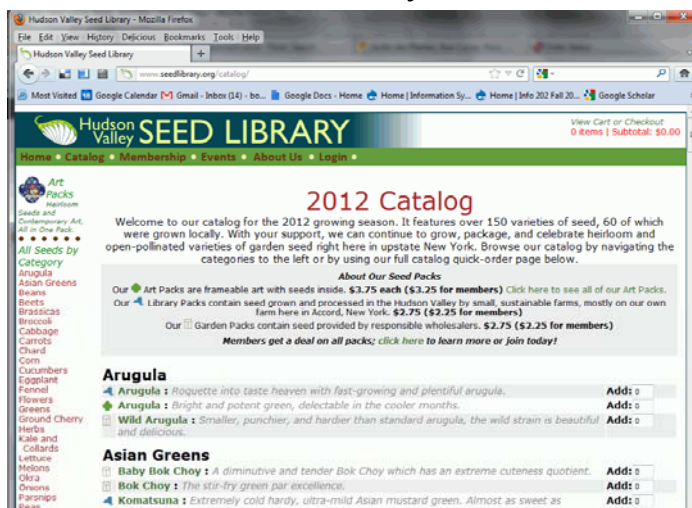 Hudson Valley Seed Library - Mozilla Firefox
File Edit View History Delicious Bookmarks Tools Help
Hudson Valley Seed Library
www.seedlibrary.org/catalog/
Most Visited Google Calendar Gmail - Inbox (14) - bo... Google Docs - Home Home | Information Sy... Home | Info 202 Fall 20... Google Scholar
Hudson Valley SEED LIBRARY
View Cart or Checkout
0 items | Subtotal: $0.00
Home • Catalog • Membership • Events • About Us • Login •
Art
Packs
Heirloom
Seeds and
Contemporary Art,
All in One Pack.
All Seeds by
Category
Arugula
Asian Greens
Beans
Beets
Brassicas
Broccoli
Cabbage
Carrots
Chard
Corn
Cucumbers
Eggplant
Fennel
Flowers
Greens
Ground Cherry
Herbs
Kale and
Collards
Lettuce
Melons
Okra
Onions
Parsnips
Peas
2012 Catalog
Welcome to our catalog for the 2012 growing season. It features over 150 varieties of seed, 60 of which
were grown locally. With your support, we can continue to grow, package, and celebrate heirloom and
open-pollinated varieties of garden seed right here in upstate New York. Browse our catalog by navigating the
categories to the left or by using our full catalog quick-order page below.
About Our Seed Packs
Our Art Packs are frameable art with seeds inside. $3.75 each ($3.25 for members) Click here to see all of our Art Packs.
Our Library Packs contain seed grown and processed in the Hudson Valley by small, sustainable farms, mostly on our own
farm here in Accord, New York. $2.75 ($2.25 for members)
Our Garden Packs contain seed provided by responsible wholesalers. $2.75 ($2.25 for members)
Members get a deal on all packs; click here to learn more or join today!
Arugula
Arugula : Roquette into taste heaven with fast-growing and plentiful arugula. Add: 0
Arugula : Bright and potent green, delectable in the cooler months. Add: 0
Wild Arugula : Smaller, punchier, and hardier than standard arugula, the wild strain is beautiful Add: 0
and delicious.
Asian Greens
Baby Bok Choy : A diminutive and tender Bok Choy which has an extreme cuteness quotient. Add: 0
Bok Choy : The stir-fry green par excellence. Add: 0
Komatsuna : Extremely cold hardy, ultra-mild Asian mustard green. Almost as sweet as Add: 0